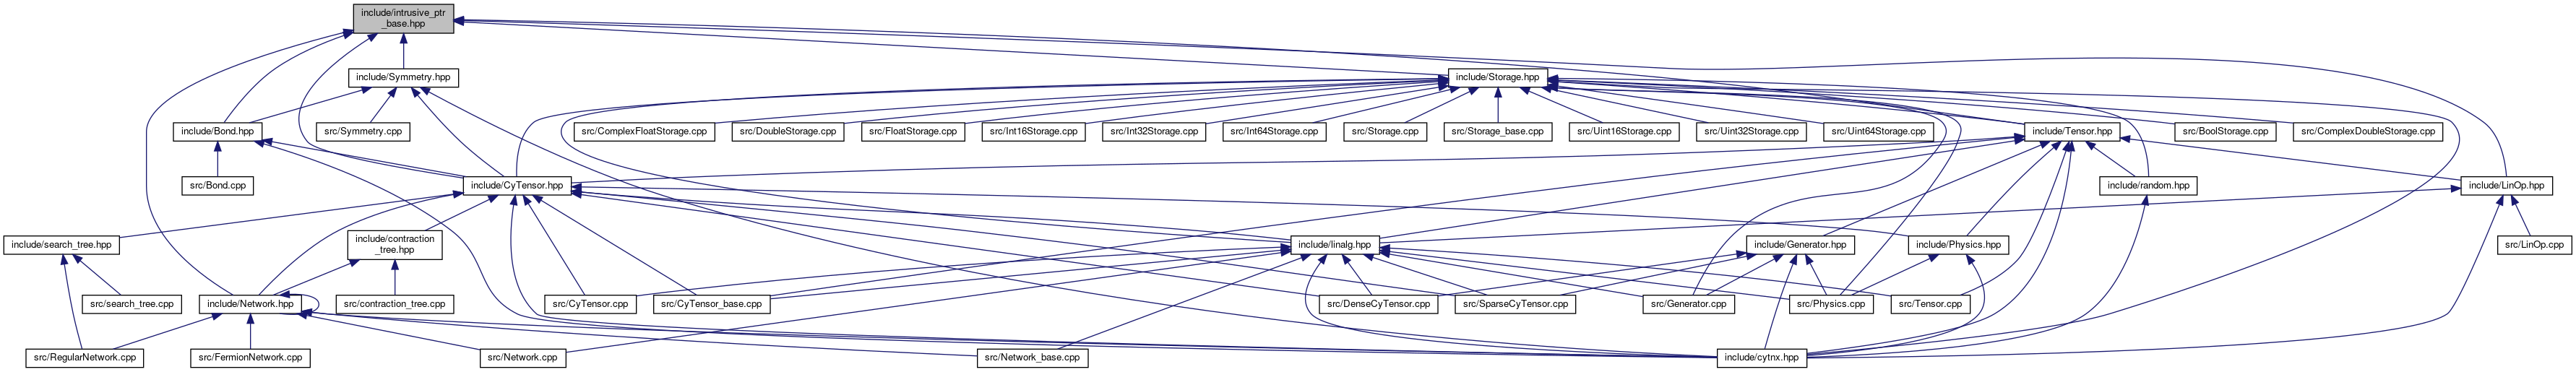 include/intrusive_ptr
_base.hpp
include/Symmetry.hpp
include/Storage.hpp
include/Bond.hpp
src/Symmetry.cpp
src/ComplexFloatStorage.cpp
src/DoubleStorage.cpp
src/FloatStorage.cpp
src/Int16Storage.cpp
src/Int32Storage.cpp
src/Int64Storage.cpp
src/Storage.cpp
src/Storage_base.cpp
src/Uint16Storage.cpp
src/Uint32Storage.cpp
src/Uint64Storage.cpp
include/Tensor.hpp
src/BoolStorage.cpp
src/ComplexDoubleStorage.cpp
src/Bond.cpp
include/CyTensor.hpp
include/random.hpp
include/LinOp.hpp
include/search_tree.hpp
include/contraction
_tree.hpp
include/linalg.hpp
include/Generator.hpp
include/Physics.hpp
src/LinOp.cpp
src/search_tree.cpp
include/Network.hpp
src/contraction_tree.cpp
src/CyTensor.cpp
src/CyTensor_base.cpp
src/DenseCyTensor.cpp
src/SparseCyTensor.cpp
src/Generator.cpp
src/Physics.cpp
src/Tensor.cpp
src/RegularNetwork.cpp
src/FermionNetwork.cpp
src/Network.cpp
src/Network_base.cpp
include/cytnx.hpp